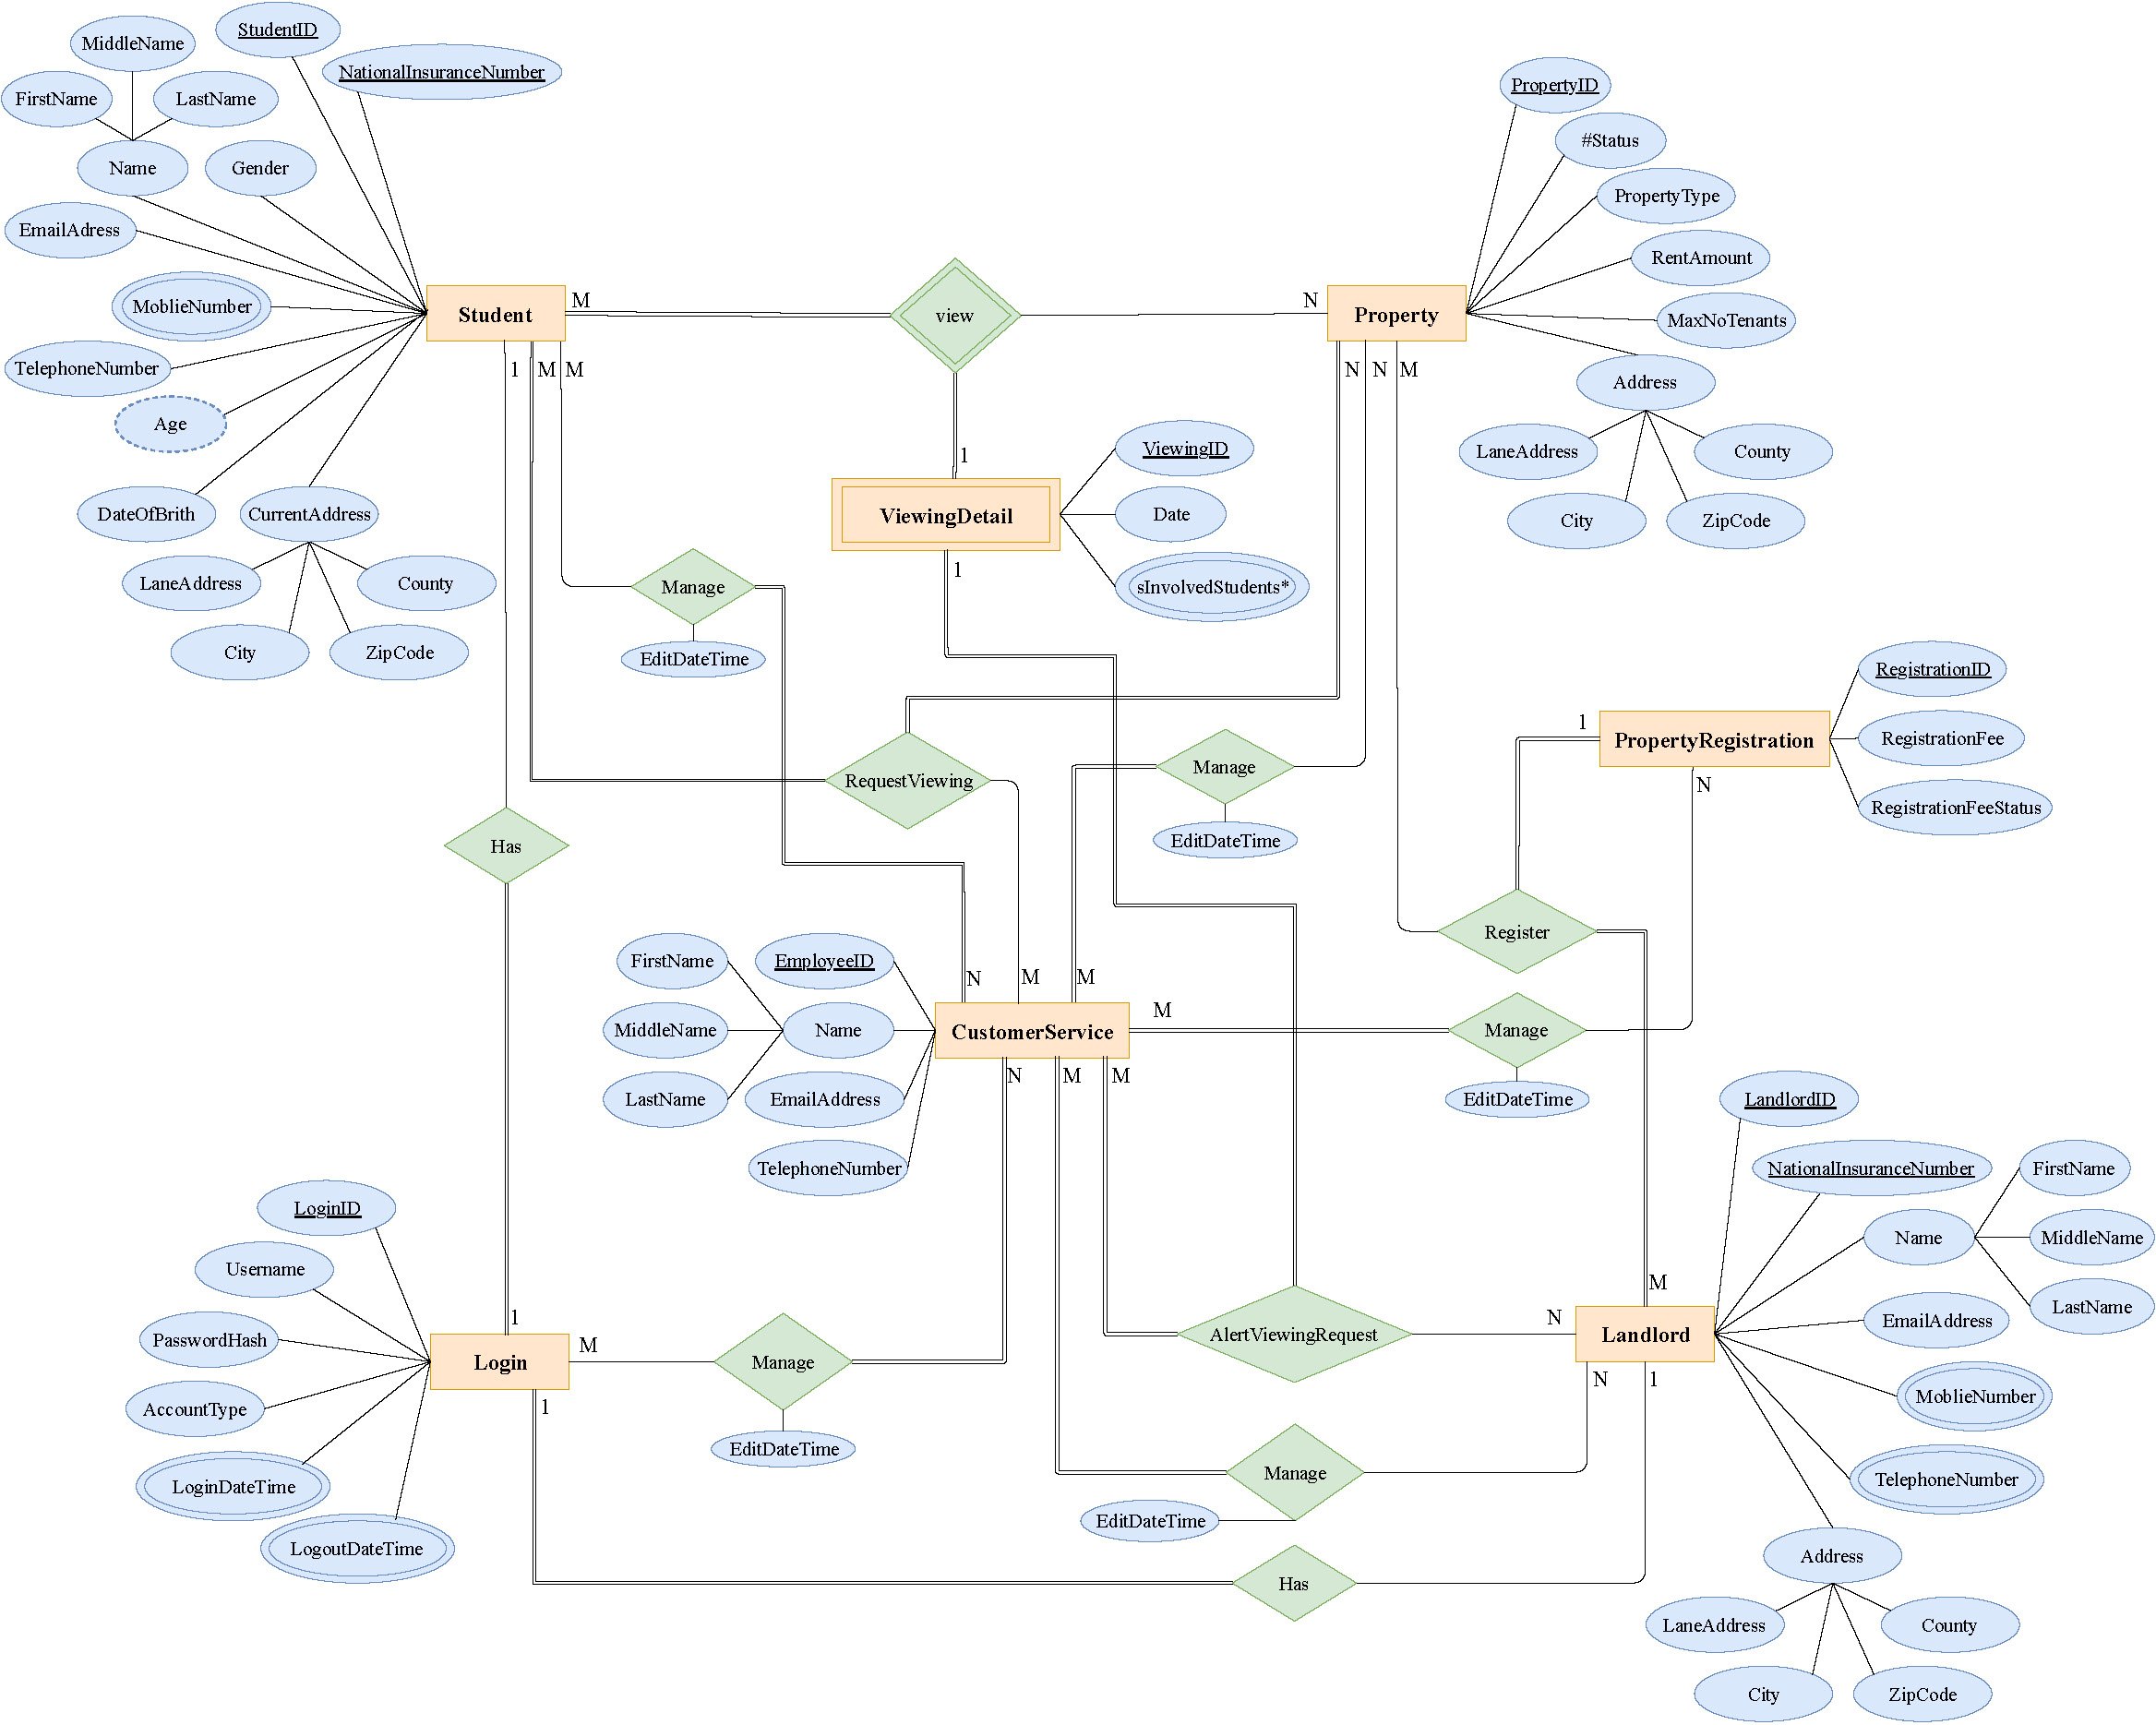 StudentID
MiddleName
NationalInsuranceNumber
FirstName
LastName
Name
Gender
EmailAdress
MoblieNumber
TelephoneNumber
Age
DateOfBrith
CurrentAddress
LaneAddress
County
City
ZipCode
Student
M
1
M
M
view
N
Property
N
N
M
PropertyID
#Status
PropertyType
RentAmount
MaxNoTenants
Address
LaneAddress
County
City
ZipCode
1
ViewingDetail
1
ViewingID
Date
sInvolvedStudents*
Manage
EditDateTime
RequestViewing
Manage
EditDateTime
1
PropertyRegistration
N
RegistrationID
RegistrationFee
RegistrationFeeStatus
Has
Register
FirstName
EmployeeID
MiddleName
Name
LastName
EmailAddress
TelephoneNumber
N
M
M
CustomerService
M
N
M
M
Manage
EditDateTime
LandlordID
NationalInsuranceNumber
FirstName
Name
MiddleName
LastName
EmailAddress
MoblieNumber
TelephoneNumber
Address
LaneAddress
County
City
ZipCode
M
N
Landlord
N
1
LoginID
Username
PasswordHash
AccountType
LoginDateTime
LogoutDateTime
1
Login
M
1
Manage
EditDateTime
AlertViewingRequest
Manage
EditDateTime
Has